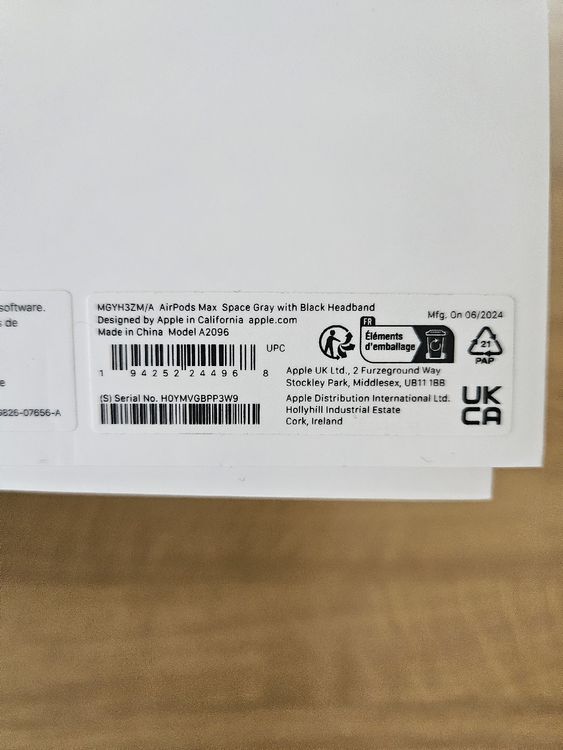 software.
s de
e
6826-07656-A
MGYH3ZM/A AirPods Max Space Gray with Black Headband
Designed by Apple in California apple.com
Made in China Model A2096
Mfg. On 06/2024
1 94252 24496 8
UPC
(S) Serial No. H0YMVGBPP3W9
FR
Éléments
d'emballage
21
PAP
Apple UK Ltd., 2 Furzeground Way
Stockley Park, Middlesex, UB11 1BB
Apple Distribution International Ltd.
Hollyhill Industrial Estate
Cork, Ireland
UK
CA